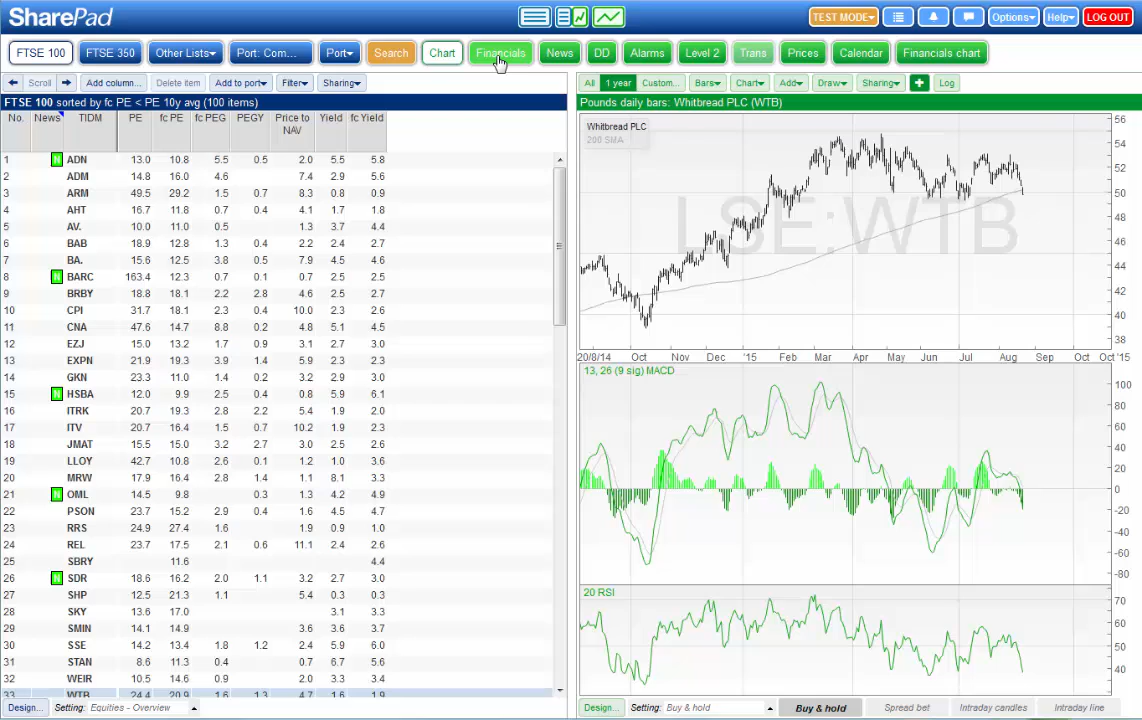 SharePad
TEST MODE Options Help LOG OUT
FTSE 100 FTSE 350 Other Lists Port: Com... Port Search Chart Financials News DD Alarms Level 2 Trans Prices Calendar Financials chart
Scroll Add column... Delete item Add to port Filter Sharing
All 1 year Custom... Bars Chart Add Draw Sharing + Log
FTSE 100 sorted by fc PE < PE 10y avg (100 items)
Pounds daily bars: Whitbread PLC (WTB)
No. News TIDM PE fc PE fc PEG PEGY Price to NAV Yield fc Yield
1 N ADN 13.0 10.8 5.5 0.5 2.0 5.5 5.8
2 ADM 14.8 16.0 4.6 7.4 2.9 5.6
3 ARM 49.5 29.2 1.5 0.7 8.3 0.8 0.9
4 AHT 16.7 11.8 0.7 0.4 4.1 1.7 1.8
5 AV. 10.0 11.0 0.5 1.3 3.7 4.4
6 BAB 18.9 12.8 1.3 0.4 2.2 2.4 2.7
7 BA. 15.6 12.5 3.8 0.5 7.9 4.5 4.6
8 N BARC 163.4 12.3 0.7 0.1 0.7 2.5 2.5
9 BRBY 18.8 18.1 2.2 2.8 4.6 2.5 2.7
10 CPI 31.7 18.1 2.3 0.4 10.0 2.3 2.6
11 CNA 47.6 14.7 8.8 0.2 4.8 5.1 4.5
12 EZJ 15.0 13.2 1.7 0.9 3.1 2.7 3.0
13 EXPN 21.9 19.3 3.9 1.4 5.9 2.3 2.3
14 GKN 23.3 11.0 1.4 0.2 3.2 2.9 3.0
15 N HSBA 12.0 9.9 2.5 0.4 0.8 5.9 6.1
16 ITRK 20.7 19.3 2.8 2.2 5.4 1.9 2.0
17 ITV 20.7 16.4 1.5 0.7 10.2 1.9 2.3
18 JMAT 15.5 15.0 3.2 2.7 3.0 2.5 2.6
19 LLOY 42.7 10.8 2.6 0.1 1.2 1.0 3.6
20 MRW 17.9 16.4 2.8 1.4 1.1 8.1 3.3
21 N OML 14.5 9.8 0.3 1.3 4.2 4.9
22 PSON 23.7 15.2 2.9 0.4 1.6 4.5 4.7
23 RRS 24.9 27.4 1.6 1.9 0.9 1.0
24 REL 23.7 17.5 2.1 0.6 11.1 2.4 2.6
25 SBRY 11.6 4.4
26 N SDR 18.6 16.2 2.0 1.1 3.2 2.7 3.0
27 SHP 12.5 21.3 1.1 5.4 0.3 0.3
28 SKY 13.6 17.0 3.1 3.3
29 SMIN 14.1 14.9 3.6 3.6 3.7
30 SSE 14.2 13.4 1.8 1.2 2.4 5.9 6.0
31 STAN 8.6 11.3 0.4 0.7 6.7 5.6
32 WEIR 10.5 14.6 0.9 2.0 3.3 3.4
33 WTB 24.4 20.9 1.6 1.3 4.7 1.6 1.9
Design... Setting: Equities - Overview
Whitbread PLC
200 SMA
LSE:WTB
56
54
52
50
48
46
44
42
40
38
20/8/14 Oct Nov Dec '15 Feb Mar Apr May Jun Jul Aug Sep Oct Oct '15
13, 26 (9 sig) MACD
100
80
60
40
20
0
-20
-40
-60
-80
20 RSI
70
60
50
40
Design... Setting: Buy & hold Buy & hold Spread bet Intraday candles Intraday line